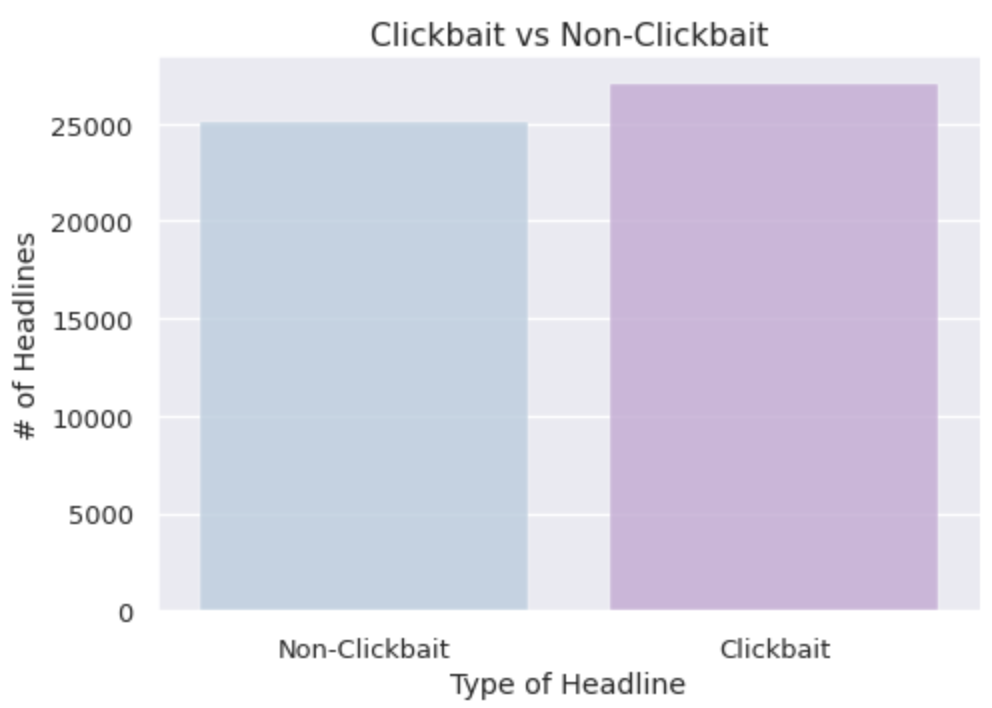 Clickbait vs Non-Clickbait
# of Headlines
25000
20000
15000
10000
5000
0
Non-Clickbait Clickbait
Type of Headline